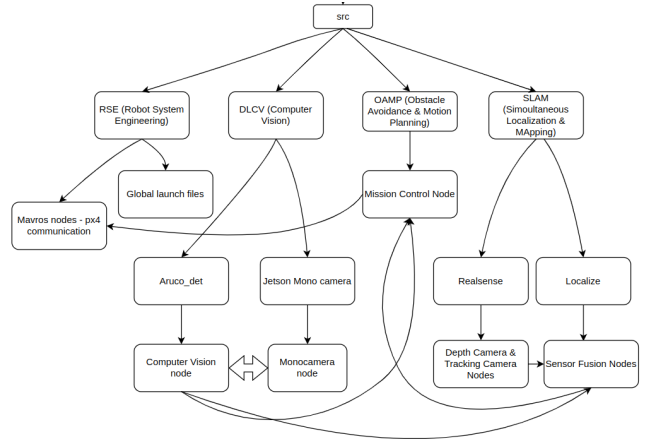 src
RSE (Robot System
Engineering)
DLCV (Computer
Vision)
OAMP (Obstacle
Avoidance & Motion
Planning)
SLAM
(Simoultaneous
Localization &
MApping)
Mavros nodes - px4
communication
Global launch files
Mission Control Node
Aruco_det
Jetson Mono camera
Realsense
Localize
Computer Vision
node
Monocamera
node
Depth Camera &
Tracking Camera
Nodes
Sensor Fusion Nodes